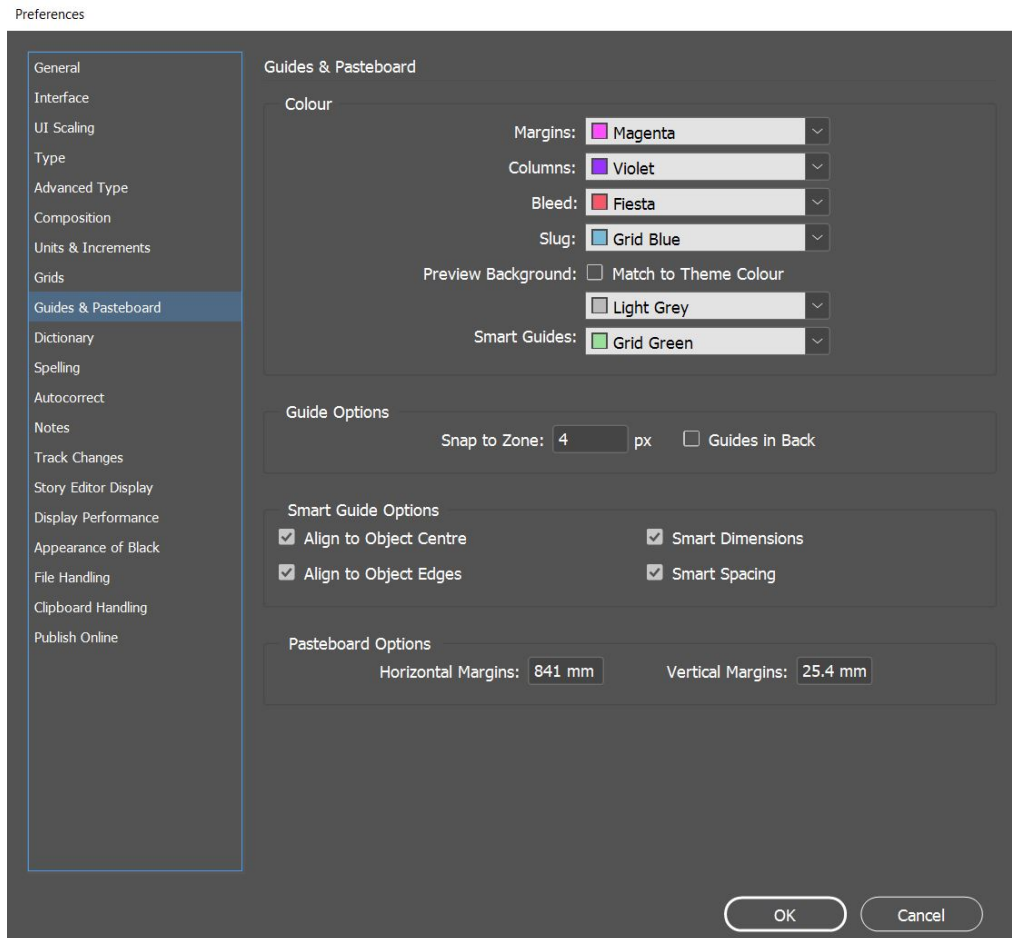 Preferences
General
Interface
UI Scaling
Type
Advanced Type
Composition
Units & Increments
Grids
Guides & Pasteboard
Dictionary
Spelling
Autocorrect
Notes
Track Changes
Story Editor Display
Display Performance
Appearance of Black
File Handling
Clipboard Handling
Publish Online
Guides & Pasteboard
Colour
Margins: Magenta
Columns: Violet
Bleed: Fiesta
Slug: Grid Blue
Preview Background: Match to Theme Colour
Light Grey
Smart Guides: Grid Green
Guide Options
Snap to Zone: 4 px Guides in Back
Smart Guide Options
Align to Object Centre Smart Dimensions
Align to Object Edges Smart Spacing
Pasteboard Options
Horizontal Margins: 841 mm Vertical Margins: 25.4 mm
OK Cancel